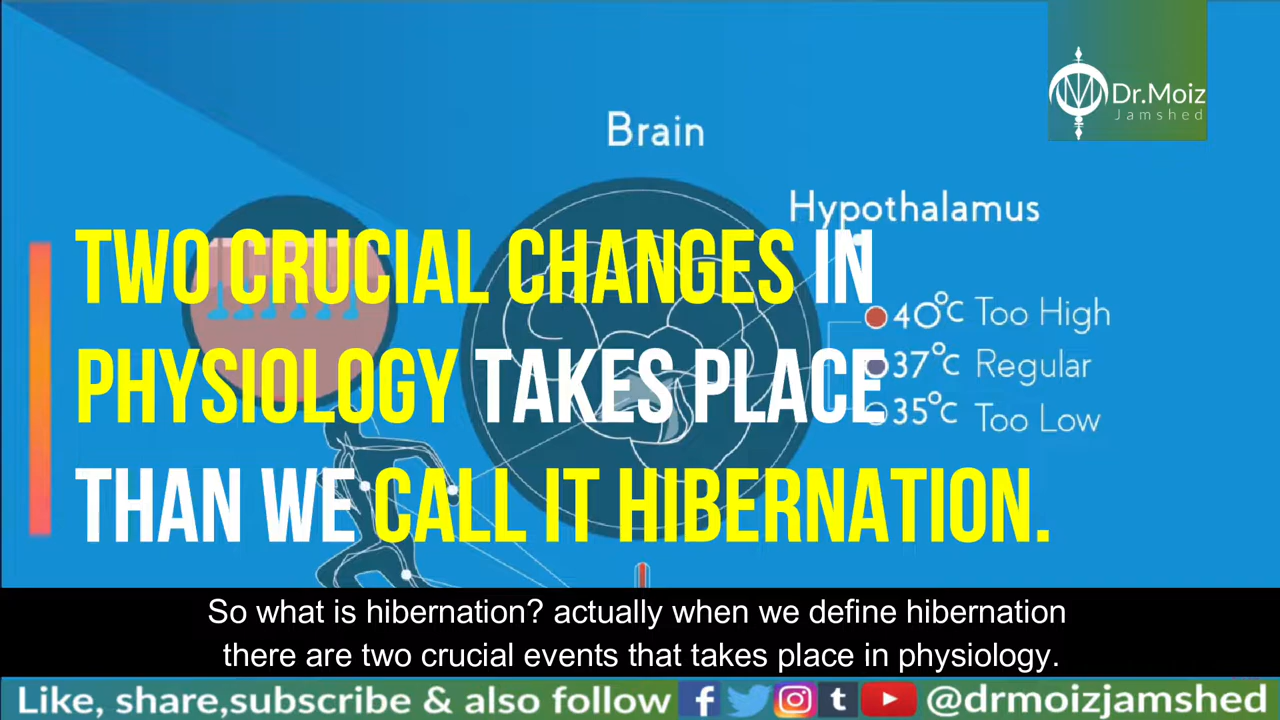 Dr.Moiz
Jamshed
Brain
Hypothalamus
40°C Too High
37°C Regular
35°C Too Low
TWO CRUCIAL CHANGES IN
PHYSIOLOGY TAKES PLACE
THAN WE CALL IT HIBERNATION.
So what is hibernation? actually when we define hibernation
there are two crucial events that takes place in physiology.
Like, share,subscribe & also follow f t @drmoizjamshed